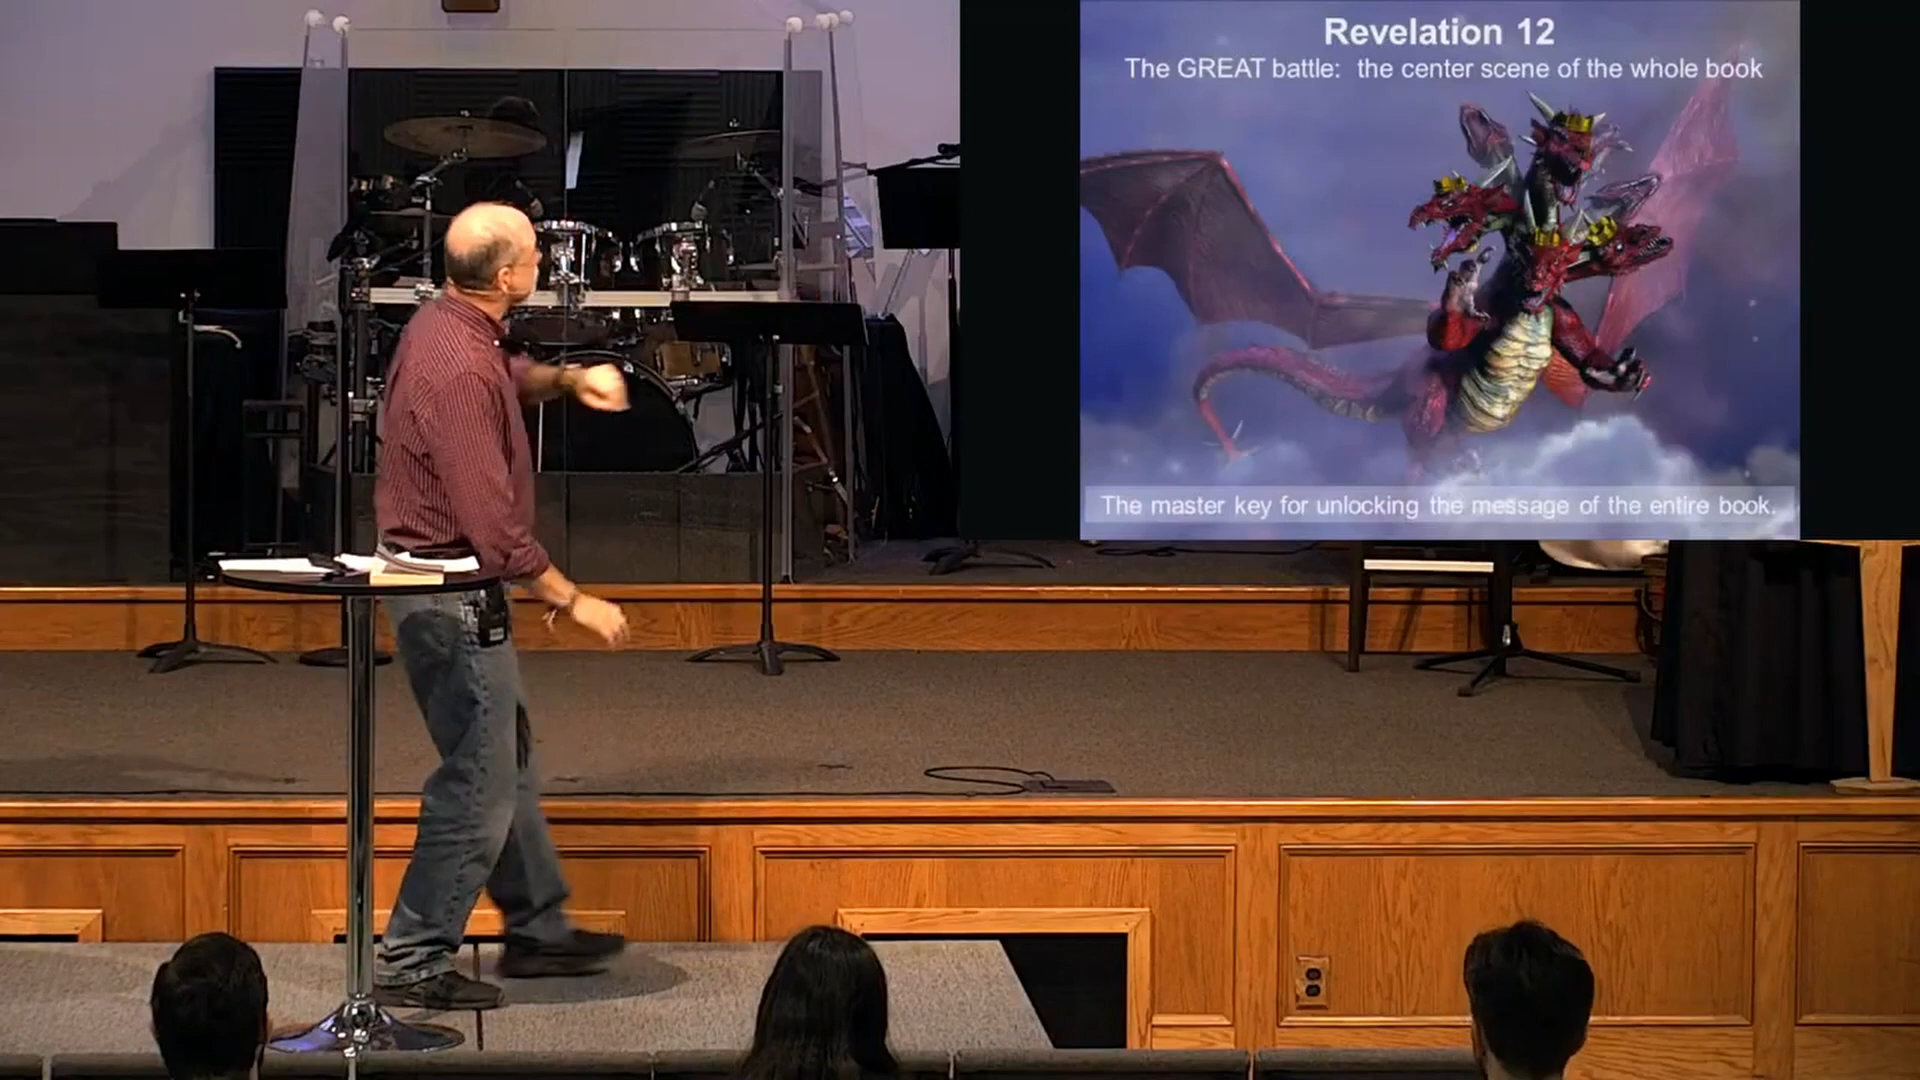 Revelation 12
The GREAT battle: the center scene of the whole book
The master key for unlocking the message of the entire book.